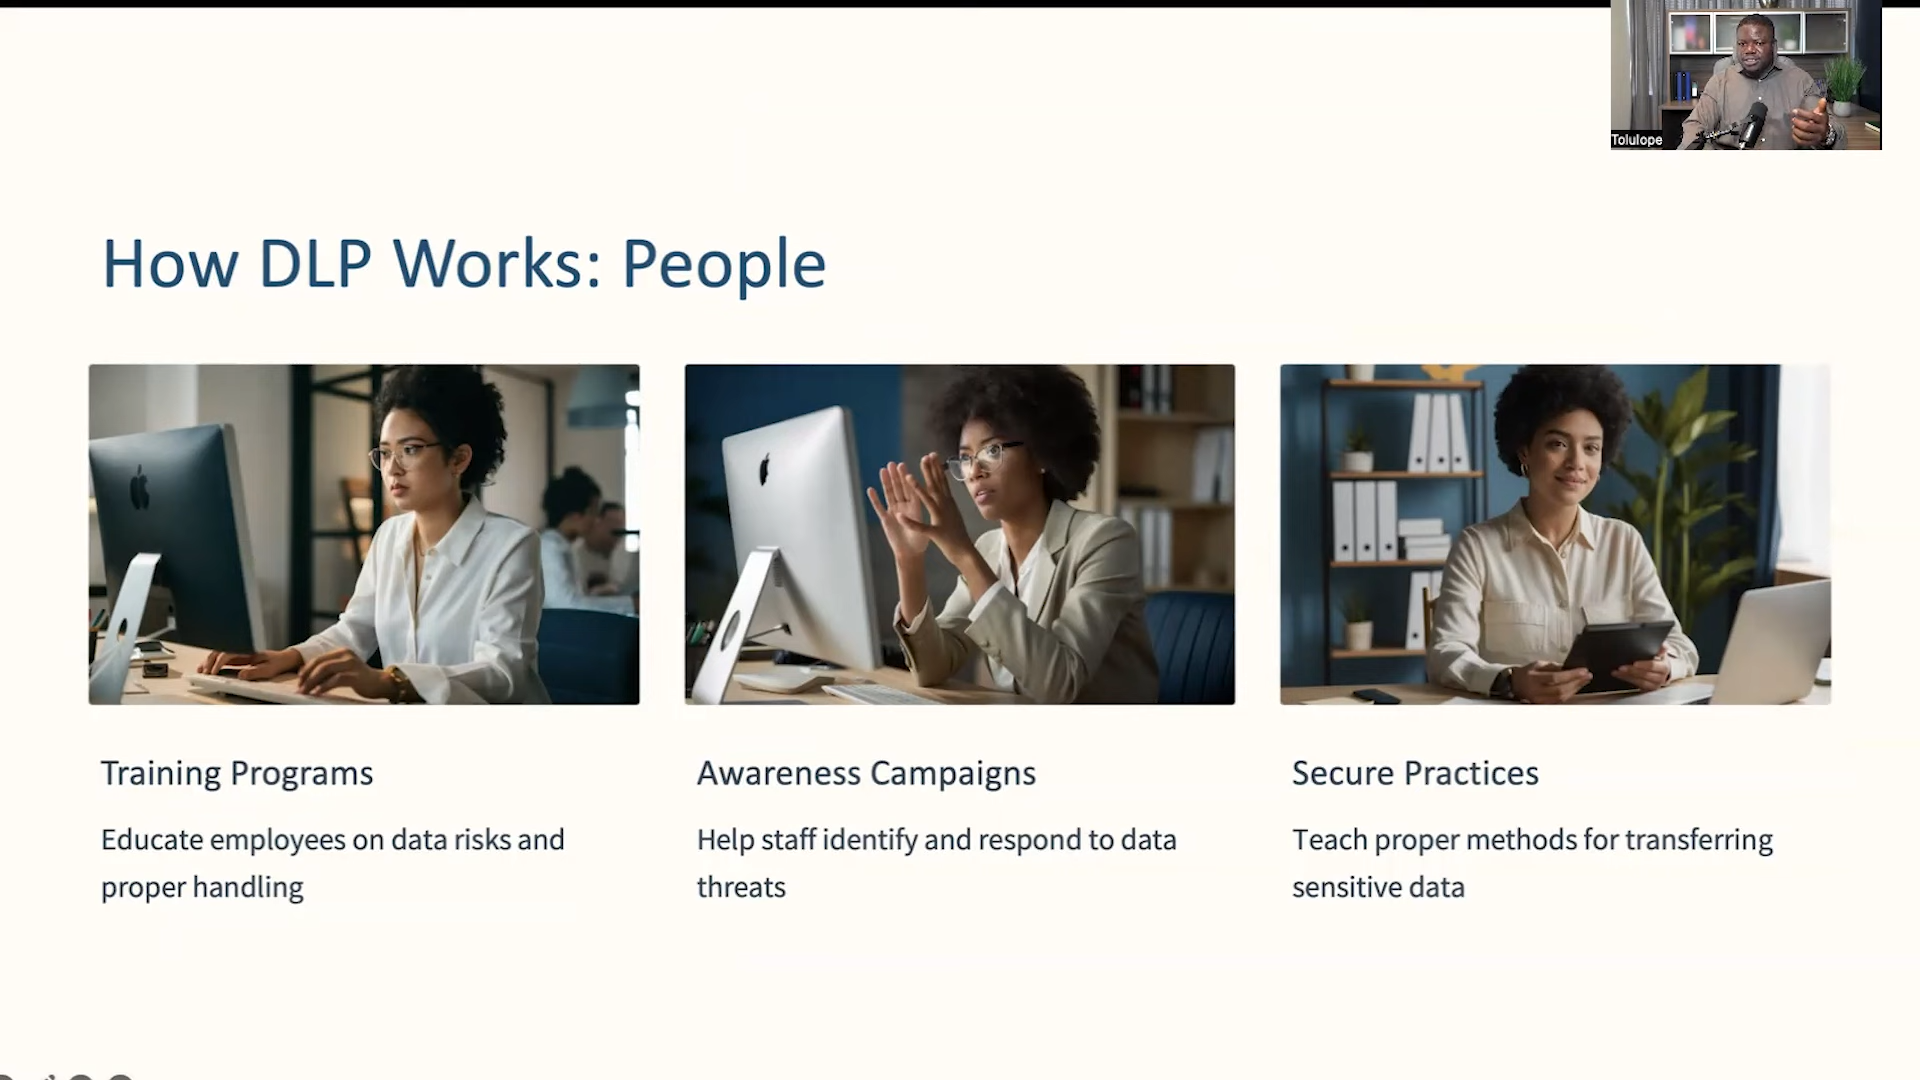 Tolulope
How DLP Works: People
Training Programs
Educate employees on data risks and
proper handling
Awareness Campaigns
Help staff identify and respond to data
threats
Secure Practices
Teach proper methods for transferring
sensitive data